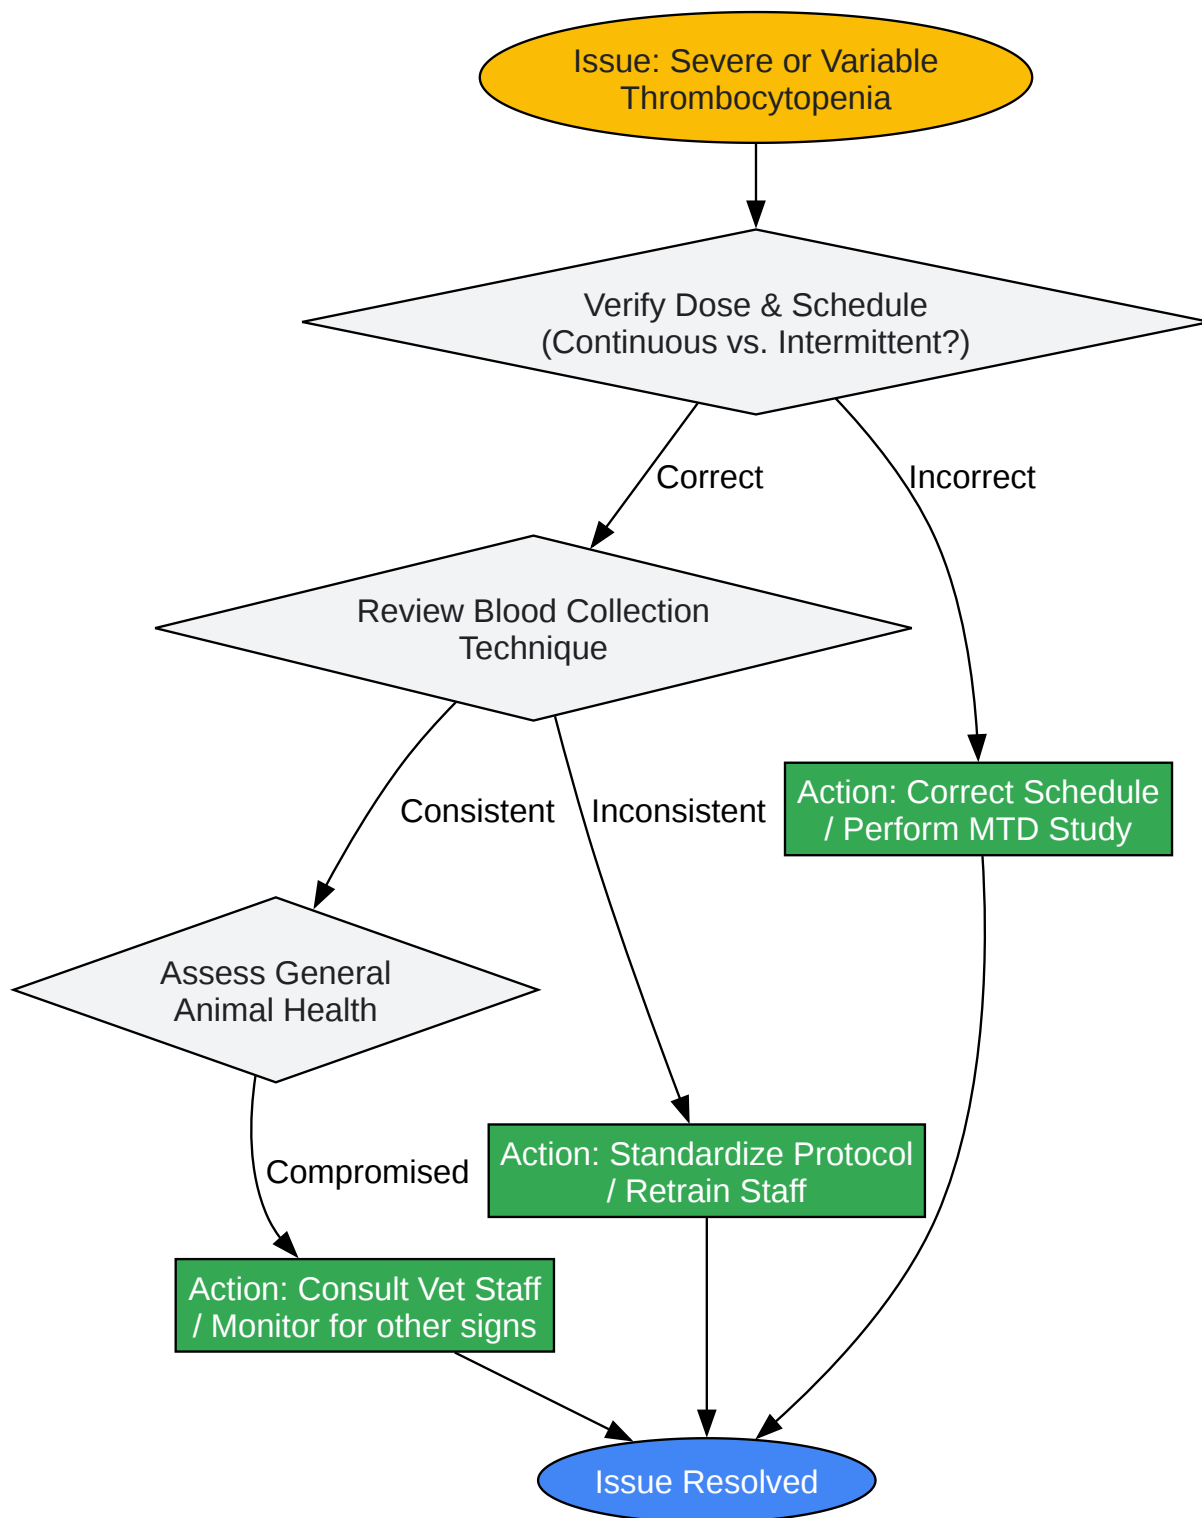 Issue: Severe or Variable
Thrombocytopenia
Verify Dose & Schedule
(Continuous vs. Intermittent?)
Correct
Incorrect
Review Blood Collection
Technique
Consistent
Inconsistent
Action: Correct Schedule
/ Perform MTD Study
Assess General
Animal Health
Compromised
Action: Standardize Protocol
/ Retrain Staff
Action: Consult Vet Staff
/ Monitor for other signs
Issue Resolved